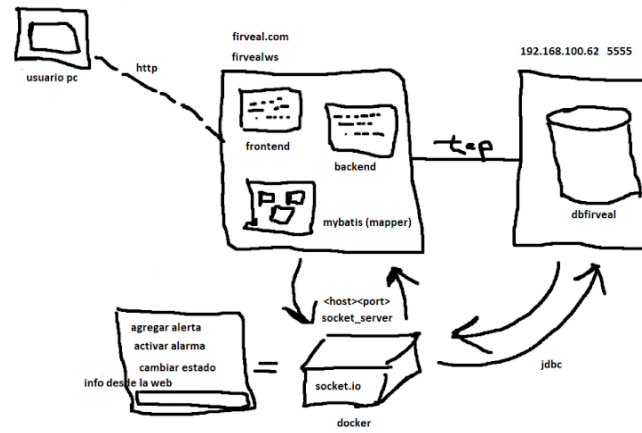 firveal.com
firvealws
192.168.100.62 5555
usuario pc
http
frontend
backend
tcp
mybatis (mapper)
dbfirveal
<host><port>
socket_server
agregar alerta
activar alarma
cambiar estado
info desde la web
=
socket.io
docker
jdbc